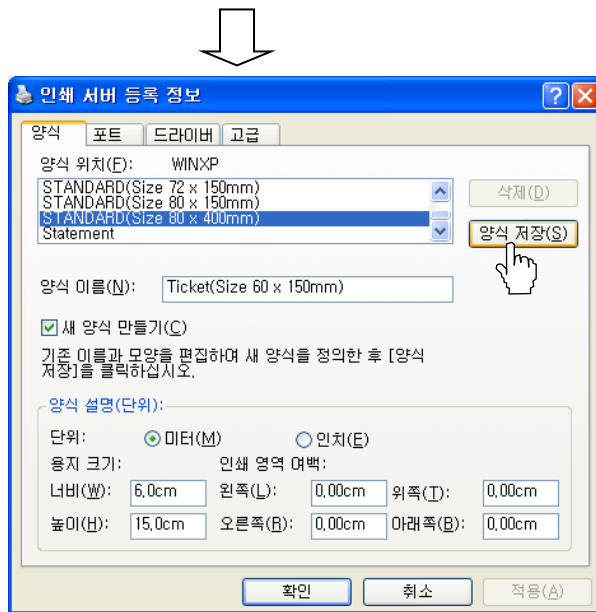 인쇄 서버 등록 정보
양식 포트 드라이버 고급
양식 위치(F): WINXP
STANDARD(Size 72 x 150mm)
STANDARD(Size 80 x 150mm)
STANDARD(Size 80 x 400mm)
Statement
삭제(D)
양식 저장(S)
양식 이름(N): Ticket(Size 60 x 150mm)
새 양식 만들기(C)
기존 이름과 모양을 편집하여 새 양식을 정의한 후 [양식
저장]을 클릭하십시오.
양식 설명(단위):
단위: 미터(M) 인치(E)
용지 크기: 인쇄 영역 여백:
너비(W): 6.0cm 왼쪽(L): 0.00cm 위쪽(T): 0.00cm
높이(H): 15.0cm 오른쪽(R): 0.00cm 아래쪽(B): 0.00cm
확인 취소 적용(A)